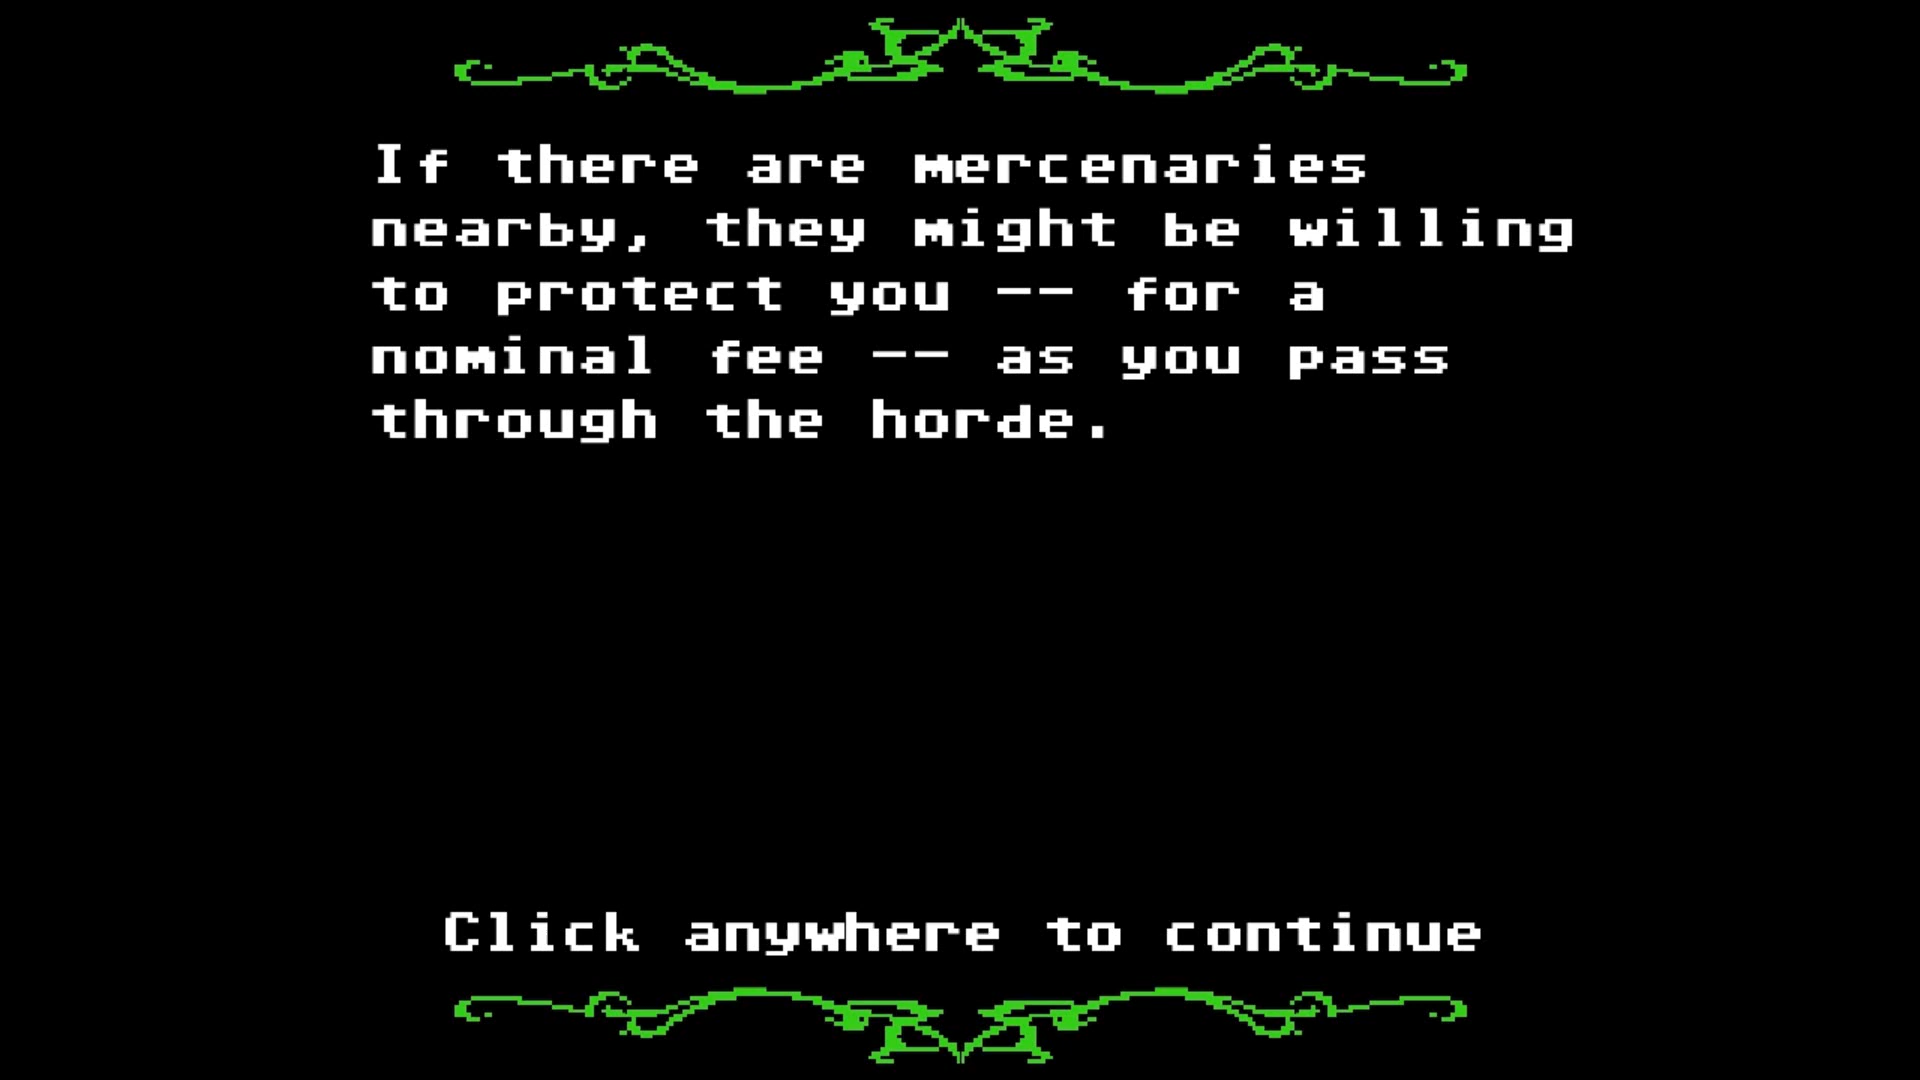 If there are mercenaries
nearby, they might be willing
to protect you -- for a
nominal fee -- as you pass
through the horde.
Click anywhere to continue